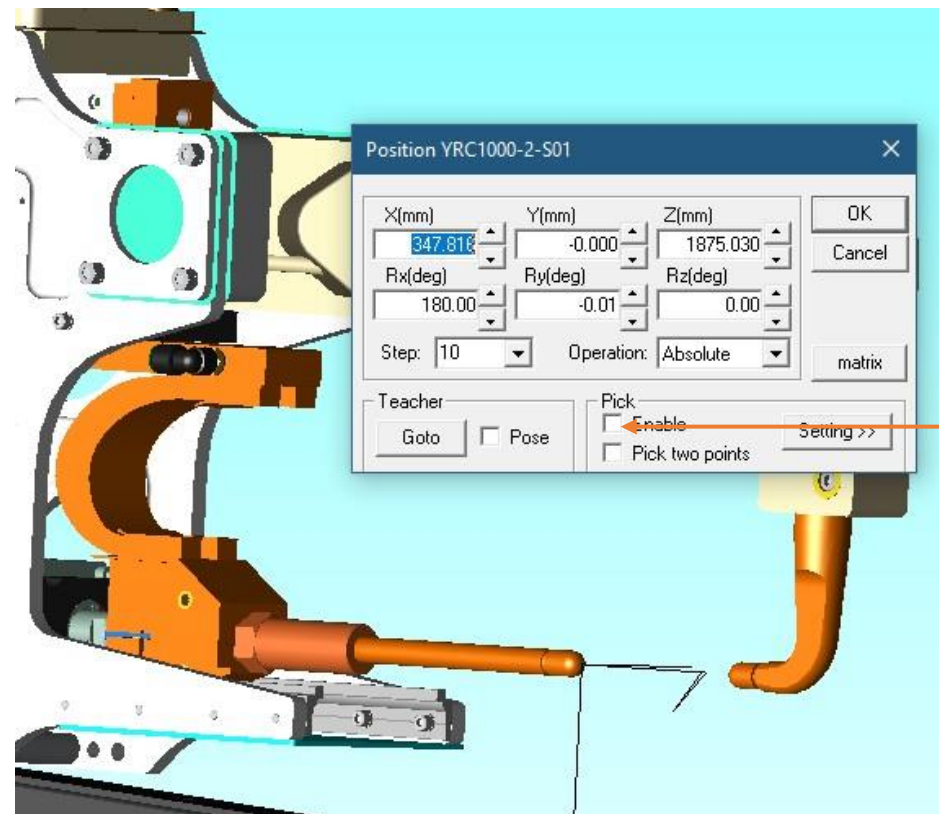 Position YRC1000-2-S01
X(mm) Y(mm) Z(mm) OK
347.816 -0.000 1875.030 Cancel
Rx(deg) Ry(deg) Rz(deg)
180.00 -0.01 0.00
Step: 10 Operation: Absolute matrix
Teacher Pick
Enable Setting >>
Goto Pose
Pick two points